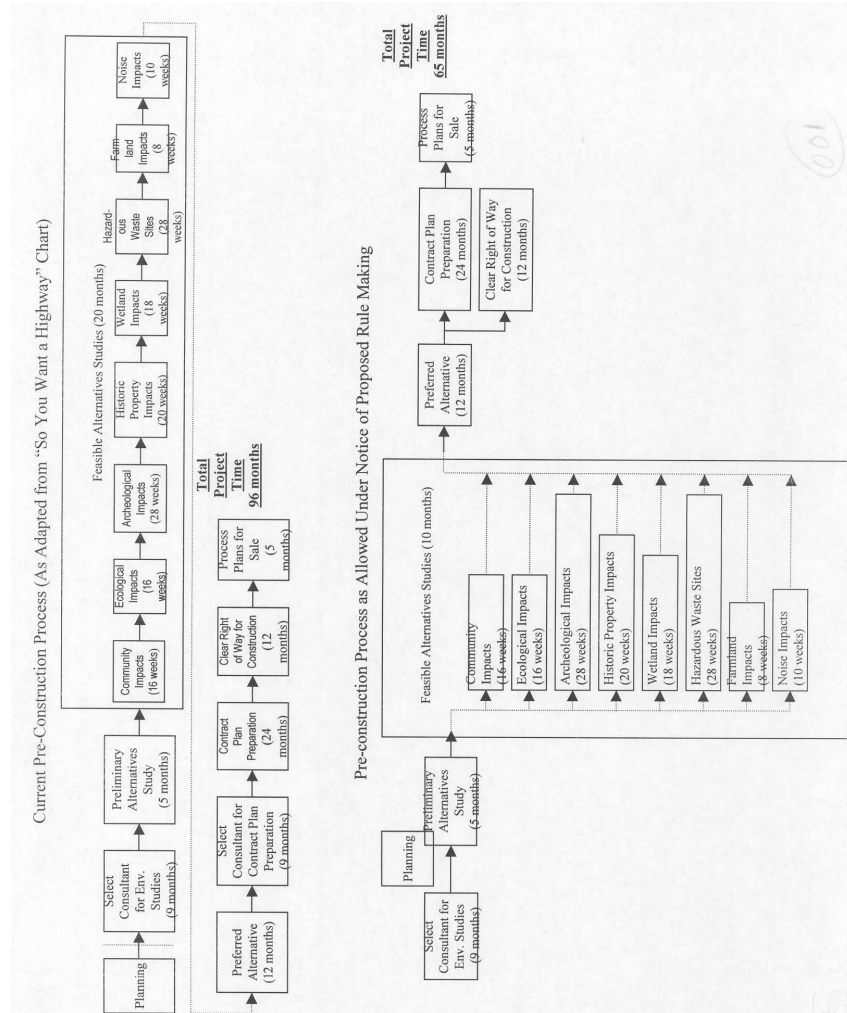 Current Pre-Construction Process (As Adapted from “So You Want a Highway” Chart)
Planning
Select
Consultant
for Env.
Studies
(9 months)
Preliminary
Alternatives
Study
(5 months)
Feasible Alternatives Studies (20 months)
Community
Impacts
(16 weeks)
Ecological
Impacts
(16
weeks)
Archeological
Impacts
(28 weeks)
Historic
Property
Impacts
(20 weeks)
Wetland
Impacts
(18
weeks)
Hazard-
ous
Waste
Sites
(28
weeks)
Farm
land
Impacts
(8
weeks)
Noise
Impacts
(10
weeks)
Preferred
Alternative
(12 months)
Select
Consultant for
Contract Plan
Preparation
(9 months)
Contract
Plan
Preparation
(24
months)
Clear Right
of Way for
Construction
(12
months)
Process
Plans for
Sale
(5
months)
Total
Project
Time
96 months
Pre-construction Process as Allowed Under Notice of Proposed Rule Making
Planning
Select
Consultant for
Env. Studies
(9 months)
Preliminary
Alternatives
Study
(5 months)
Feasible Alternatives Studies (10 months)
Community
Impacts
(16 weeks)
Ecological Impacts
(16 weeks)
Archeological Impacts
(28 weeks)
Historic Property Impacts
(20 weeks)
Wetland Impacts
(18 weeks)
Hazardous Waste Sites
(28 weeks)
Farmland
Impacts
(8 weeks)
Noise Impacts
(10 weeks)
Preferred
Alternative
(12 months)
Contract Plan
Preparation
(24 months)
Clear Right of Way
for Construction
(12 months)
Process
Plans for
Sale
(5 months)
Total
Project
Time
65 months